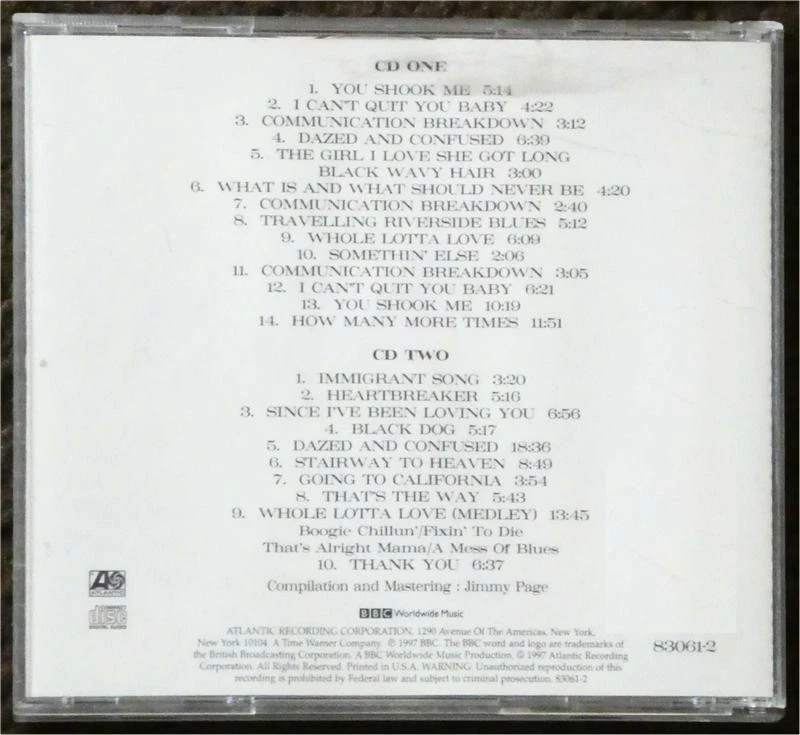 CD ONE
1. YOU SHOOK ME 5:14
2. I CAN'T QUIT YOU BABY 4:22
3. COMMUNICATION BREAKDOWN 3:12
4. DAZED AND CONFUSED 6:39
5. THE GIRL I LOVE SHE GOT LONG
BLACK WAVY HAIR 3:00
6. WHAT IS AND WHAT SHOULD NEVER BE 4:20
7. COMMUNICATION BREAKDOWN 2:40
8. TRAVELLING RIVERSIDE BLUES 5:12
9. WHOLE LOTTA LOVE 6:09
10. SOMETHIN' ELSE 2:06
11. COMMUNICATION BREAKDOWN 3:05
12. I CAN'T QUIT YOU BABY 6:21
13. YOU SHOOK ME 10:19
14. HOW MANY MORE TIMES 11:51
CD TWO
1. IMMIGRANT SONG 3:20
2. HEARTBREAKER 5:16
3. SINCE I'VE BEEN LOVING YOU 6:56
4. BLACK DOG 5:17
5. DAZED AND CONFUSED 18:36
6. STAIRWAY TO HEAVEN 8:49
7. GOING TO CALIFORNIA 3:54
8. THAT'S THE WAY 5:43
9. WHOLE LOTTA LOVE (MEDLEY) 13:45
Boogie Chillun'/Fixin' To Die
That's Alright Mama/A Mess Of Blues
10. THANK YOU 6:37
Compilation and Mastering : Jimmy Page
ATLANTIC
COMPACT
disc
DIGITAL AUDIO
BBC Worldwide Music
ATLANTIC RECORDING CORPORATION, 1290 Avenue Of The Americas, New York,
New York 10104. A Time Warner Company. ℗ 1997 BBC. The BBC word and logo are trademarks of
the British Broadcasting Corporation. A BBC Worldwide Music Production. © 1997 Atlantic Recording
Corporation. All Rights Reserved. Printed in U.S.A. WARNING: Unauthorized reproduction of this
recording is prohibited by Federal law and subject to criminal prosecution. 83061-2
83061-2